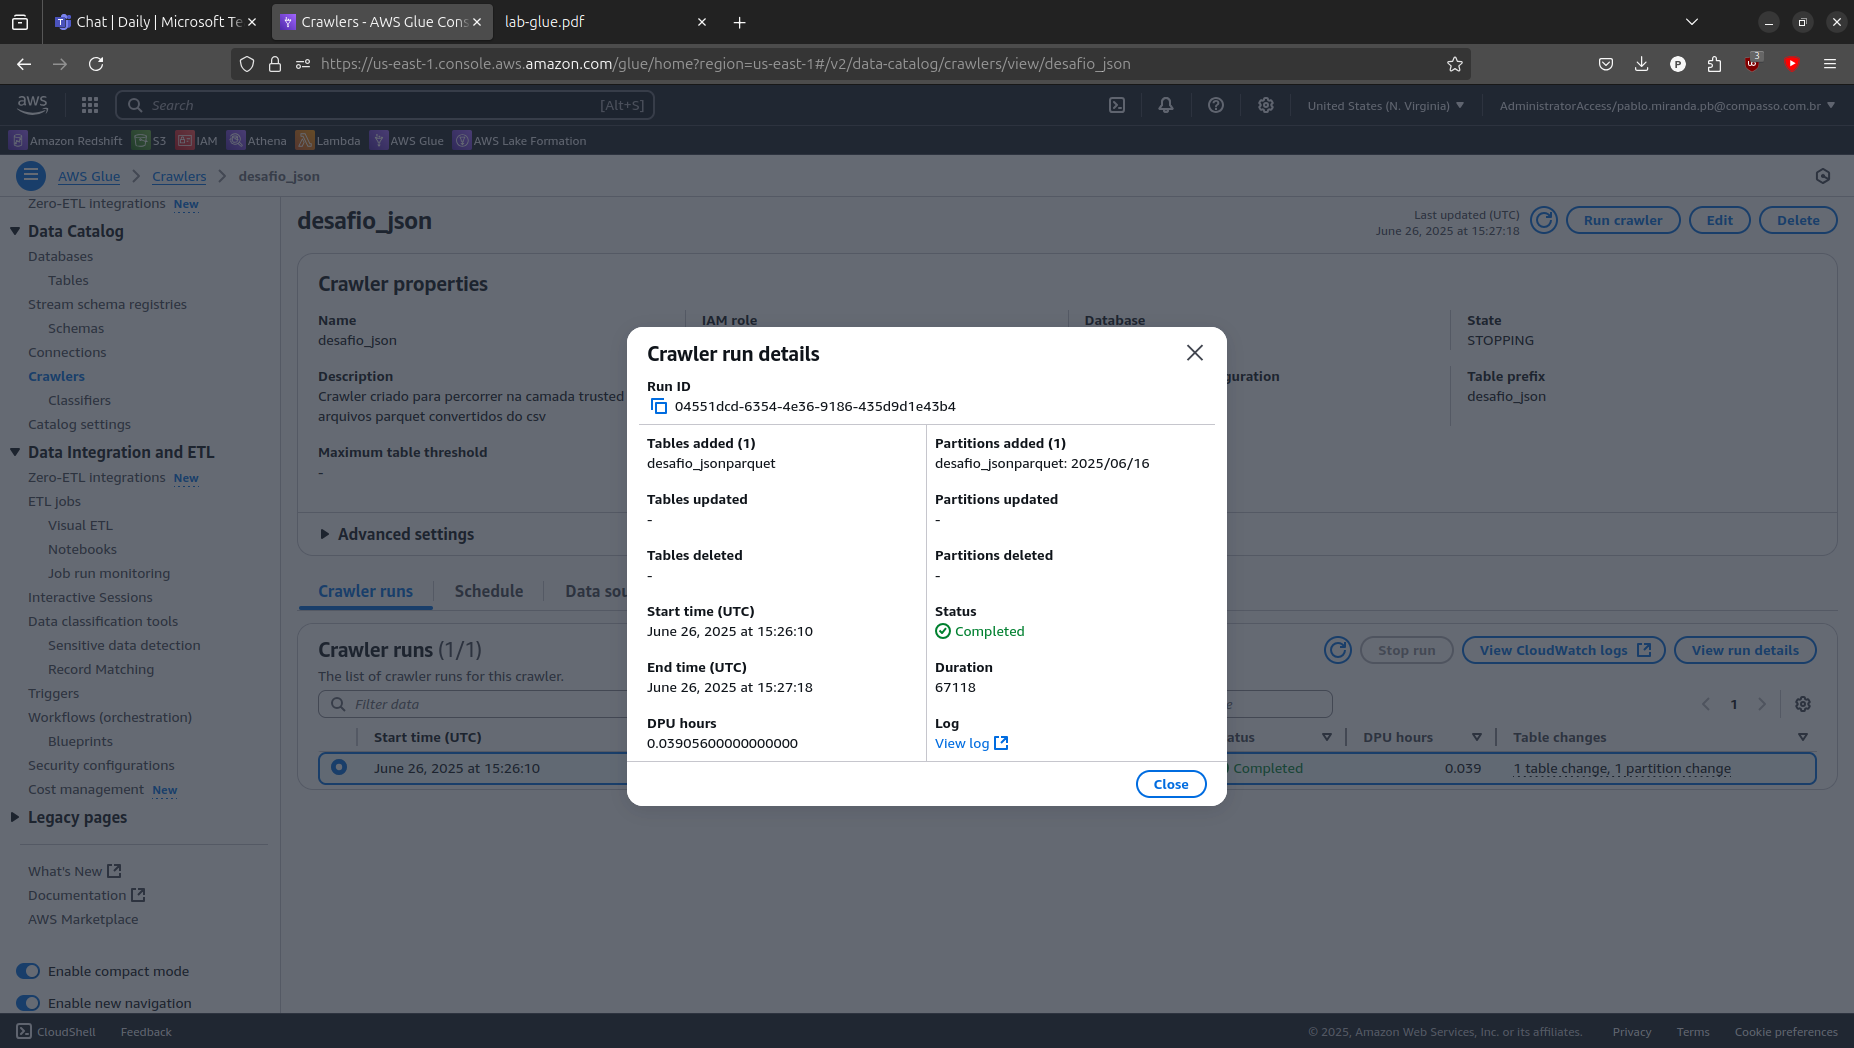 Chat | Daily | Microsoft Te
Crawlers - AWS Glue Cons
lab-glue.pdf
https://us-east-1.console.aws.amazon.com/glue/home?region=us-east-1#/v2/data-catalog/crawlers/view/desafio_json
3
aws
Search
[Alt+S]
United States (N. Virginia)
AdministratorAccess/pablo.miranda.pb@compasso.com.br
Amazon Redshift
S3
IAM
Athena
Lambda
AWS Glue
AWS Lake Formation
AWS Glue
Crawlers
desafio_json
Zero-ETL integrations New
Data Catalog
Databases
Tables
Stream schema registries
Schemas
Connections
Crawlers
Classifiers
Catalog settings
Data Integration and ETL
Zero-ETL integrations New
ETL jobs
Visual ETL
Notebooks
Job run monitoring
Interactive Sessions
Data classification tools
Sensitive data detection
Record Matching
Triggers
Workflows (orchestration)
Blueprints
Security configurations
Cost management New
Legacy pages
What's New
Documentation
AWS Marketplace
Enable compact mode
Enable new navigation
desafio_json
Last updated (UTC)
June 26, 2025 at 15:27:18
Run crawler
Edit
Delete
Crawler properties
Name
desafio_json
IAM role
Database
State
STOPPING
Description
Crawler criado para percorrer na camada trusted
arquivos parquet convertidos do csv
guration
Table prefix
desafio_json
Maximum table threshold
-
Advanced settings
Crawler runs
Schedule
Data sou
Crawler runs (1/1)
The list of crawler runs for this crawler.
Stop run
View CloudWatch logs
View run details
Filter data
e
1
Start time (UTC)
atus
DPU hours
Table changes
June 26, 2025 at 15:26:10
Completed
0.039
1 table change, 1 partition change
Crawler run details
Run ID
04551dcd-6354-4e36-9186-435d9d1e43b4
Tables added (1)
desafio_jsonparquet
Partitions added (1)
desafio_jsonparquet: 2025/06/16
Tables updated
-
Partitions updated
-
Tables deleted
-
Partitions deleted
-
Start time (UTC)
June 26, 2025 at 15:26:10
Status
Completed
End time (UTC)
June 26, 2025 at 15:27:18
Duration
67118
DPU hours
0.03905600000000000
Log
View log
Close
CloudShell
Feedback
© 2025, Amazon Web Services, Inc. or its affiliates.
Privacy
Terms
Cookie preferences